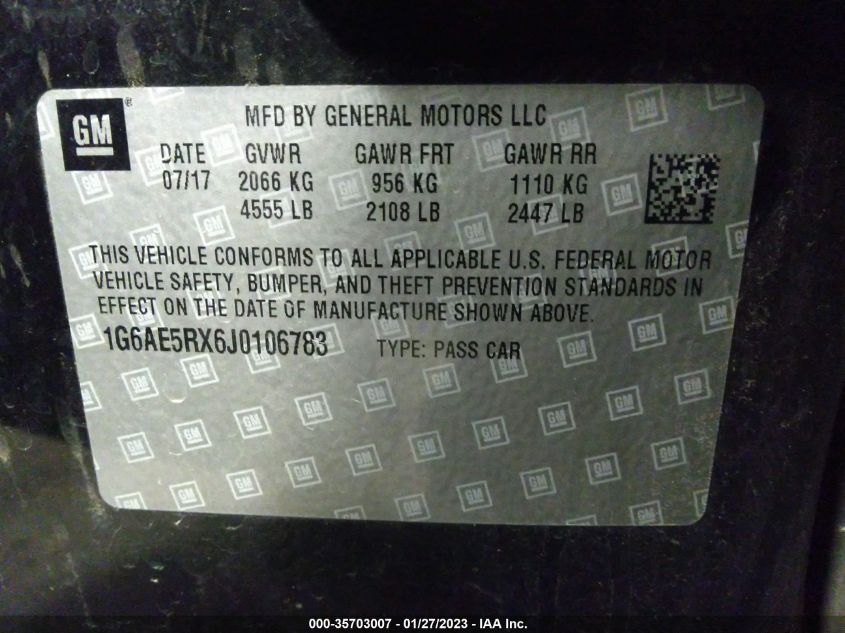 GM ®
MFD BY GENERAL MOTORS LLC
DATE GVWR GAWR FRT GAWR RR
07/17 2066 KG 956 KG 1110 KG
4555 LB 2108 LB 2447 LB
THIS VEHICLE CONFORMS TO ALL APPLICABLE U.S. FEDERAL MOTOR
VEHICLE SAFETY, BUMPER, AND THEFT PREVENTION STANDARDS IN
EFFECT ON THE DATE OF MANUFACTURE SHOWN ABOVE.
1G6AE5RX6J0106783 TYPE: PASS CAR
000-35703007 - 01/27/2023 - IAA Inc.